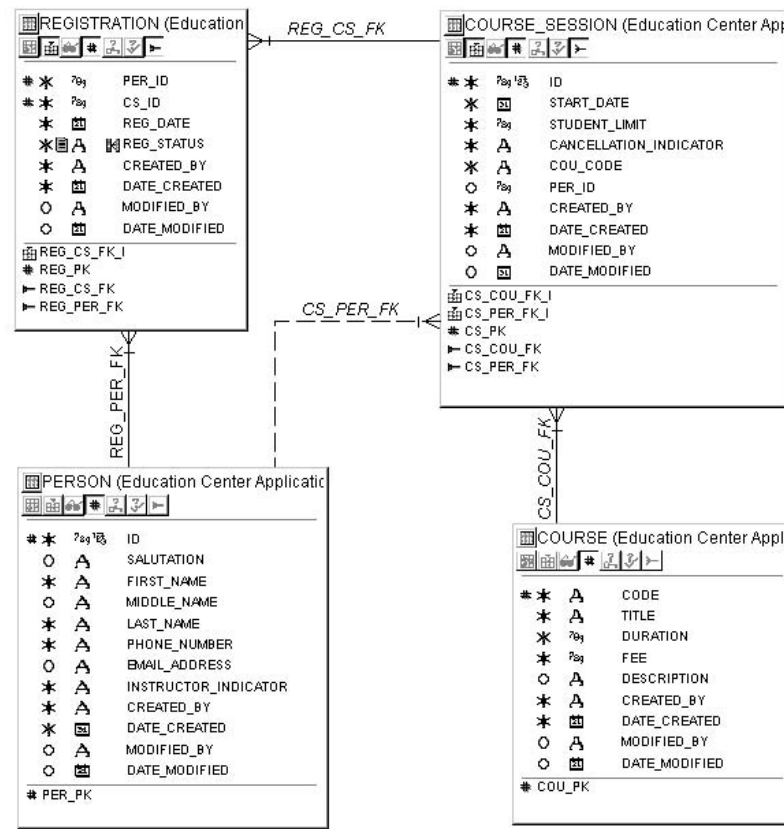 REGISTRATION (Education
PER_ID
CS_ID
REG_DATE
REG_STATUS
CREATED_BY
DATE_CREATED
MODIFIED_BY
DATE_MODIFIED
REG_CS_FK_I
# REG_PK
REG_CS_FK
REG_PER_FK
REG_CS_FK
COURSE_SESSION (Education Center App
ID
START_DATE
STUDENT_LIMIT
CANCELLATION_INDICATOR
COU_CODE
PER_ID
CREATED_BY
DATE_CREATED
MODIFIED_BY
DATE_MODIFIED
CS_COU_FK_I
CS_PER_FK_I
# CS_PK
CS_COU_FK
CS_PER_FK
CS_PER_FK
REG_PER_FK
CS_COU_FK
PERSON (Education Center Applicatic
ID
SALUTATION
FIRST_NAME
MIDDLE_NAME
LAST_NAME
PHONE_NUMBER
EMAIL_ADDRESS
INSTRUCTOR_INDICATOR
CREATED_BY
DATE_CREATED
MODIFIED_BY
DATE_MODIFIED
# PER_PK
COURSE (Education Center Appl
CODE
TITLE
DURATION
FEE
DESCRIPTION
CREATED_BY
DATE_CREATED
MODIFIED_BY
DATE_MODIFIED
# COU_PK